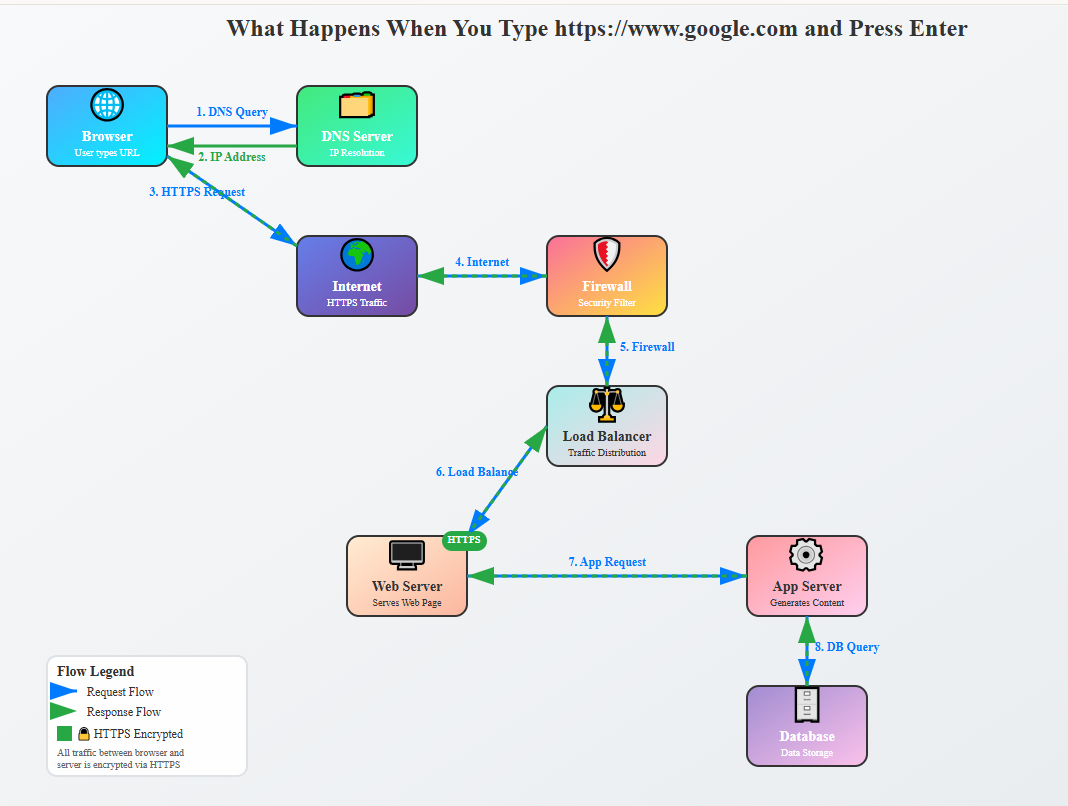 What Happens When You Type https://www.google.com and Press Enter
1. DNS Query
Browser
User types URL
DNS Server
IP Resolution
2. IP Address
3. HTTPS Request
4. Internet
Internet
HTTPS Traffic
Firewall
Security Filter
5. Firewall
Load Balancer
Traffic Distribution
6. Load Balance
HTTPS
7. App Request
Web Server
Serves Web Page
App Server
Generates Content
8. DB Query
Database
Data Storage
Flow Legend
Request Flow
Response Flow
HTTPS Encrypted
All traffic between browser and
server is encrypted via HTTPS